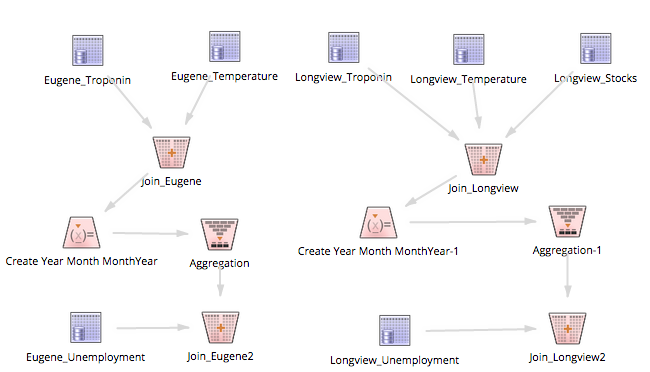 Eugene_Troponin
Eugene_Temperature
Longview_Troponin
Longview_Temperature
Longview_Stocks
Join_Eugene
Join_Longview
(x)=
(x)=
Create Year Month MonthYear
Aggregation
Create Year Month MonthYear-1
Aggregation-1
Eugene_Unemployment
Join_Eugene2
Longview_Unemployment
Join_Longview2